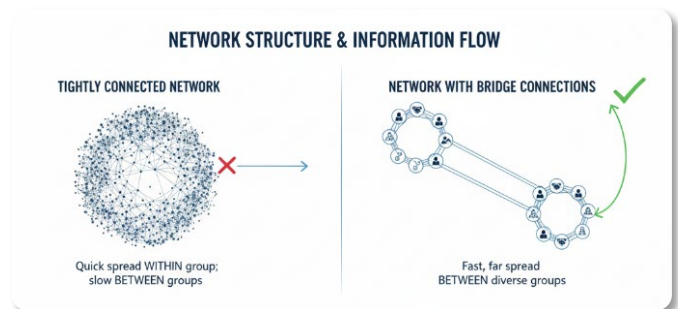 NETWORK STRUCTURE & INFORMATION FLOW
TIGHTLY CONNECTED NETWORK
Quick spread WITHIN group;
slow BETWEEN groups
NETWORK WITH BRIDGE CONNECTIONS
Fast, far spread
BETWEEN diverse groups